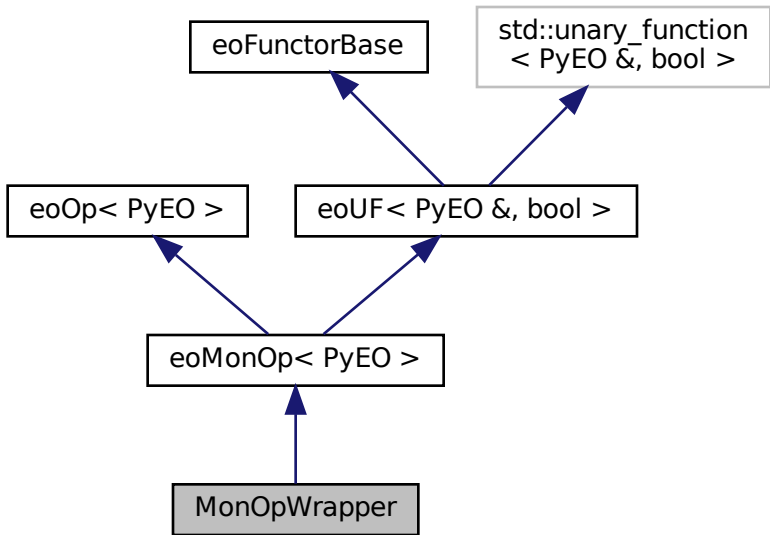 eoFunctorBase
std::unary_function
< PyEO &, bool >
eoOp< PyEO >
eoUF< PyEO &, bool >
eoMonOp< PyEO >
MonOpWrapper